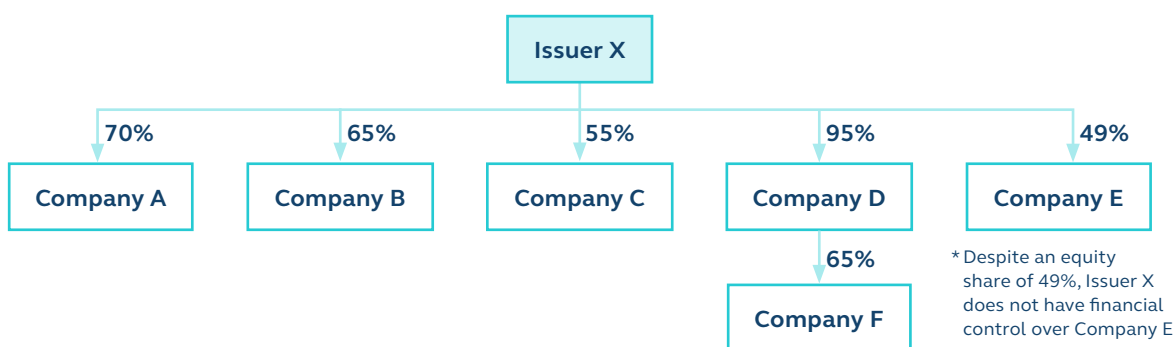 Issuer X
70%
65%
55%
95%
49%
Company A
Company B
Company C
Company D
Company E
65%
Company F
* Despite an equity
share of 49%, Issuer X
does not have financial
control over Company E